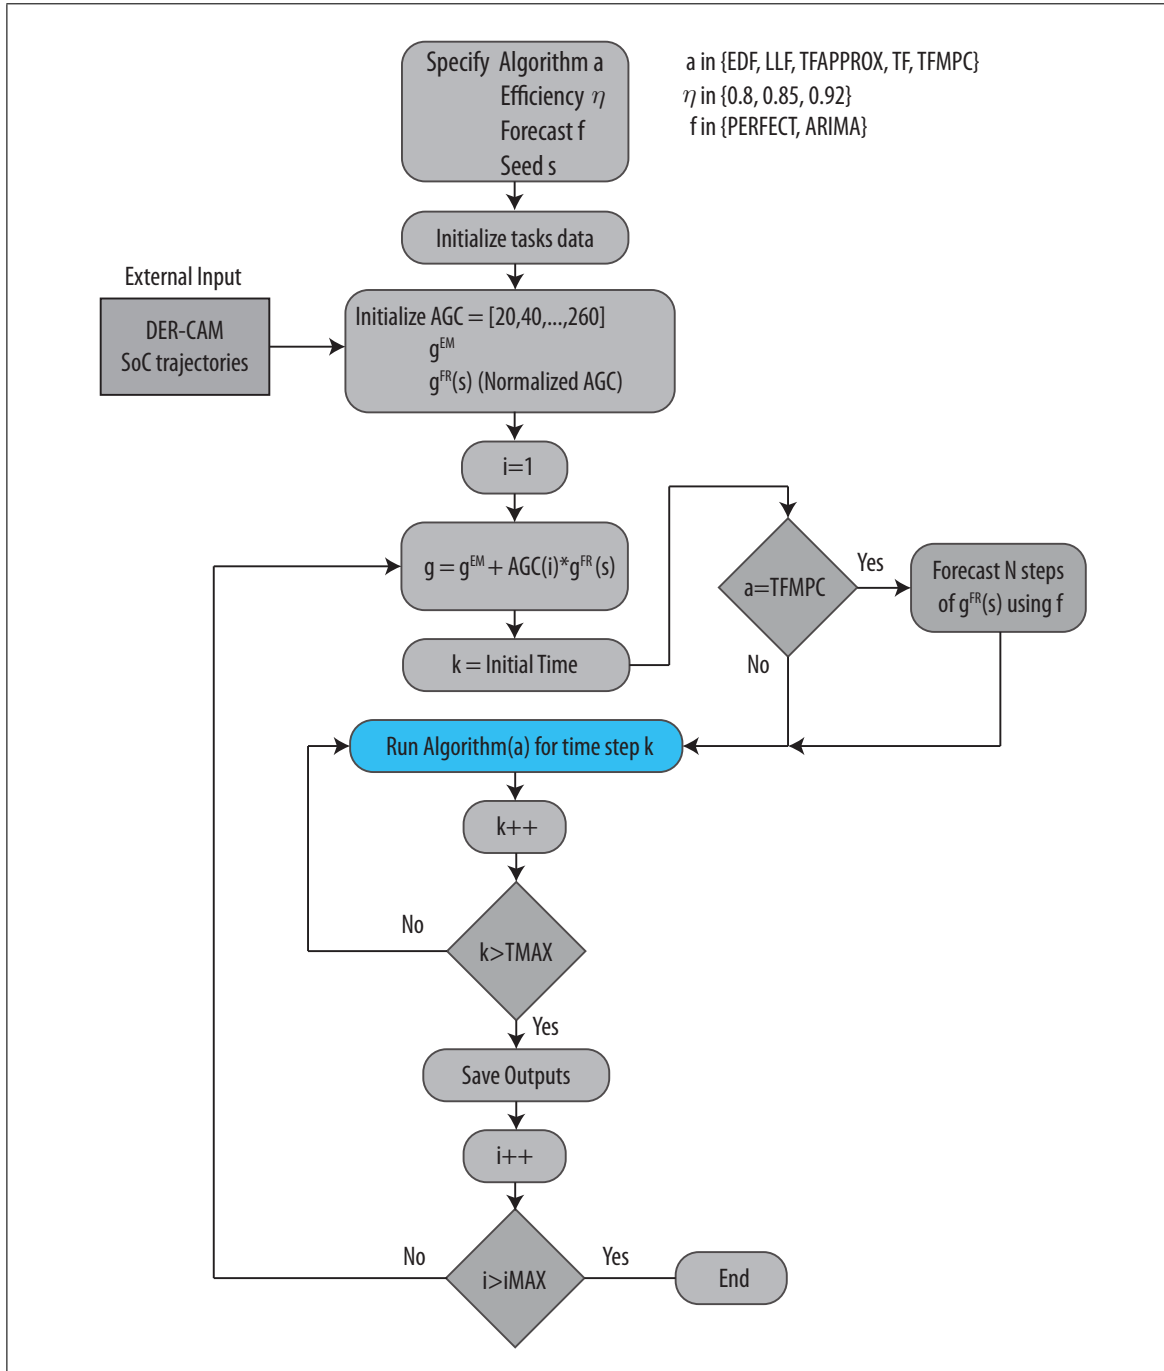 Specify Algorithm a
Efficiency η
Forecast f
Seed s
a in {EDF, LLF, TFAPPROX, TF, TFMPC}
η in {0.8, 0.85, 0.92}
f in {PERFECT, ARIMA}
Initialize tasks data
External Input
DER-CAM
SoC trajectories
Initialize AGC = [20,40,...,260]
g^EM
g^FR(s) (Normalized AGC)
i=1
g = g^EM + AGC(i)*g^FR (s)
k = Initial Time
a=TFMPC
Yes
Forecast N steps
of g^FR(s) using f
No
Run Algorithm(a) for time step k
k++
No
k>TMAX
Yes
Save Outputs
i++
No
i>iMAX
Yes
End